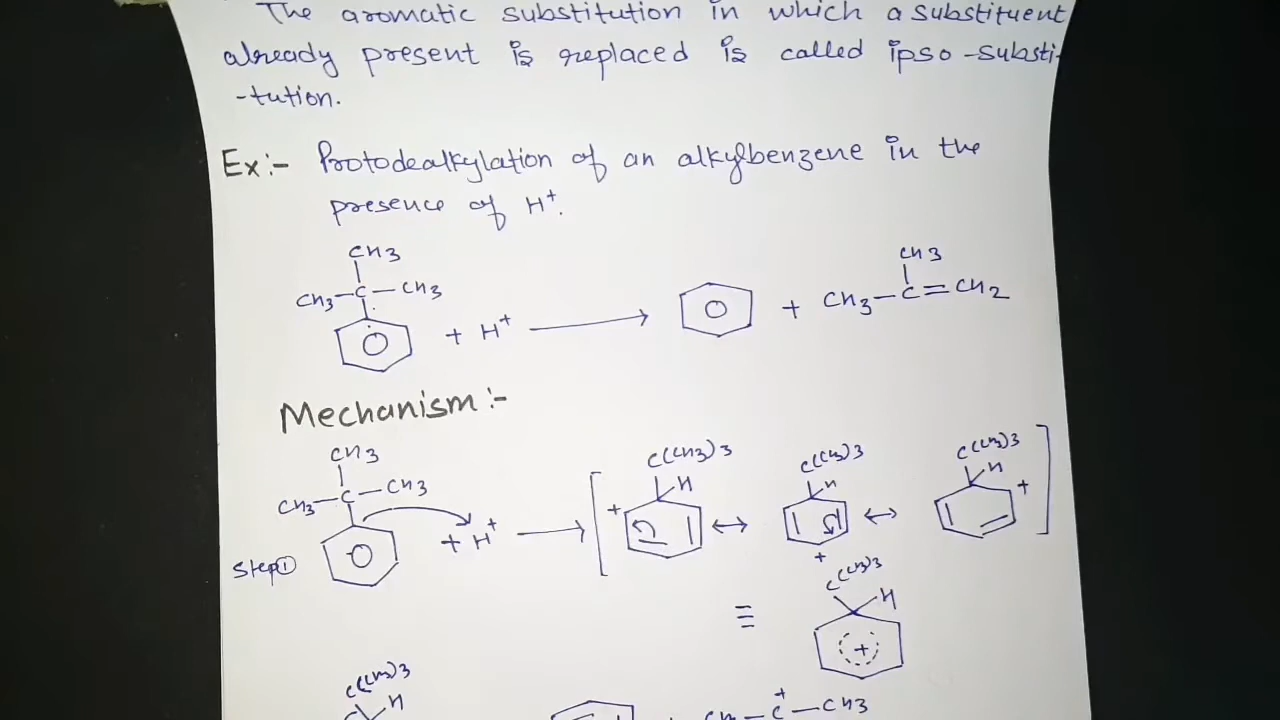 The aromatic substitution in which a substituent
already present is replaced is called ipso-substi-
-tution.
Ex:- Protodealkylation of an alkylbenzene in the
presence of H+.
CH3
CH3-C-CH3
+ H+ ⟶ + CH3-C=CH2
CH3
Mechanism:-
CH3
CH3-C-CH3
Step①
+ H+ ⟶ [ + C(CH3)3 H ↔ C(CH3)3 H + ↔ C(CH3)3 H + ]
≡ C(CH3)3 H +
C(CH3)3
H
+
C-CH3